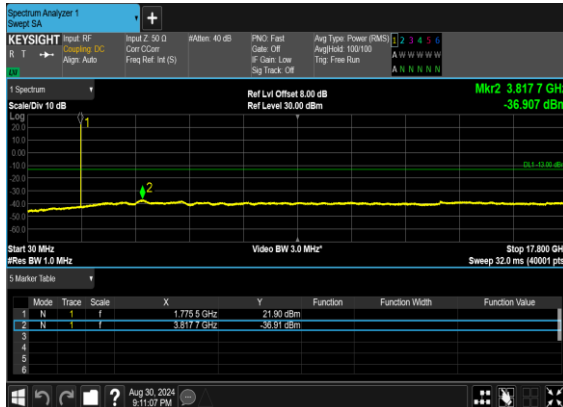 Spectrum Analyzer 1
Swept SA
+
KEYSIGHT Input: RF Input Z: 50 Ω #Atten: 40 dB PNO: Fast Avg Type: Power (RMS) 1 2 3 4 5 6
R T Coupling: DC Corr CCorr Gate: Off Avg|Hold: 100/100 A W W W W W
Align: Auto Freq Ref: Int (S) IF Gain: Low Trig: Free Run
LXI Sig Track: Off A N N N N N
1 Spectrum Ref Lvl Offset 8.00 dB Mkr2 3.817 7 GHz
Scale/Div 10 dB Ref Level 30.00 dBm -36.907 dBm
Log
1
20.0
10.0
0.00
-10.0
DL1 -13.00 dBm
-20.0
-30.0
2
-40.0
-50.0
-60.0
Start 30 MHz Video BW 3.0 MHz* Stop 17.800 GHz
#Res BW 1.0 MHz Sweep 32.0 ms (40001 pts)
5 Marker Table
Mode Trace Scale X Y Function Function Width Function Value
1 N 1 f 1.775 5 GHz 21.90 dBm
2 N 1 f 3.817 7 GHz -36.91 dBm
3
4
5
6
? Aug 30, 2024
9:11:07 PM